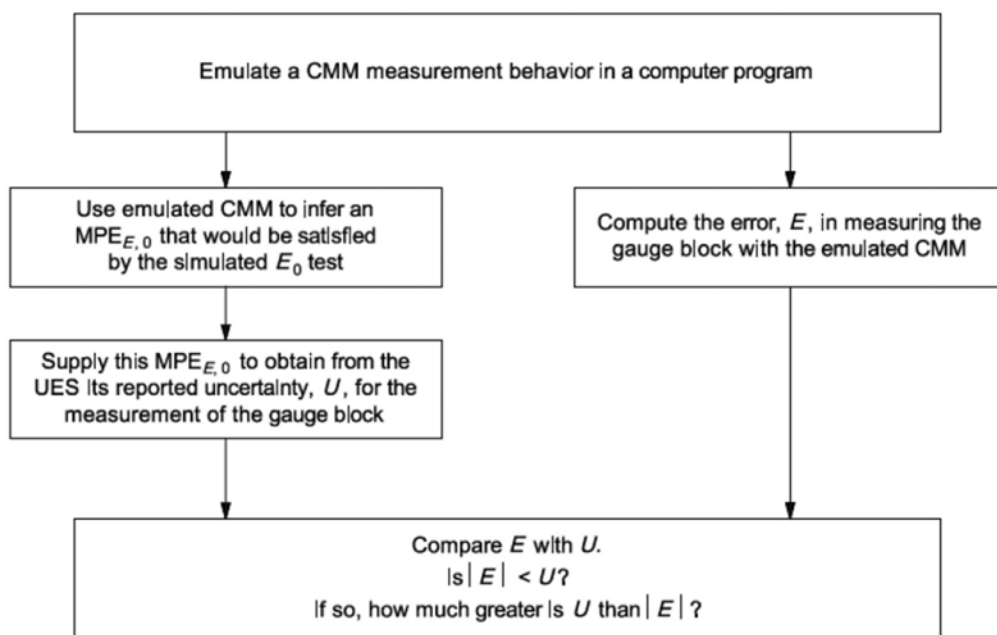 Emulate a CMM measurement behavior in a computer program
Use emulated CMM to infer an
MPE_{E, 0} that would be satisfied
by the simulated E_0 test
Compute the error, E, in measuring the
gauge block with the emulated CMM
Supply this MPE_{E, 0} to obtain from the
UES its reported uncertainty, U, for the
measurement of the gauge block
Compare E with U.
Is |E| < U?
If so, how much greater is U than |E|?